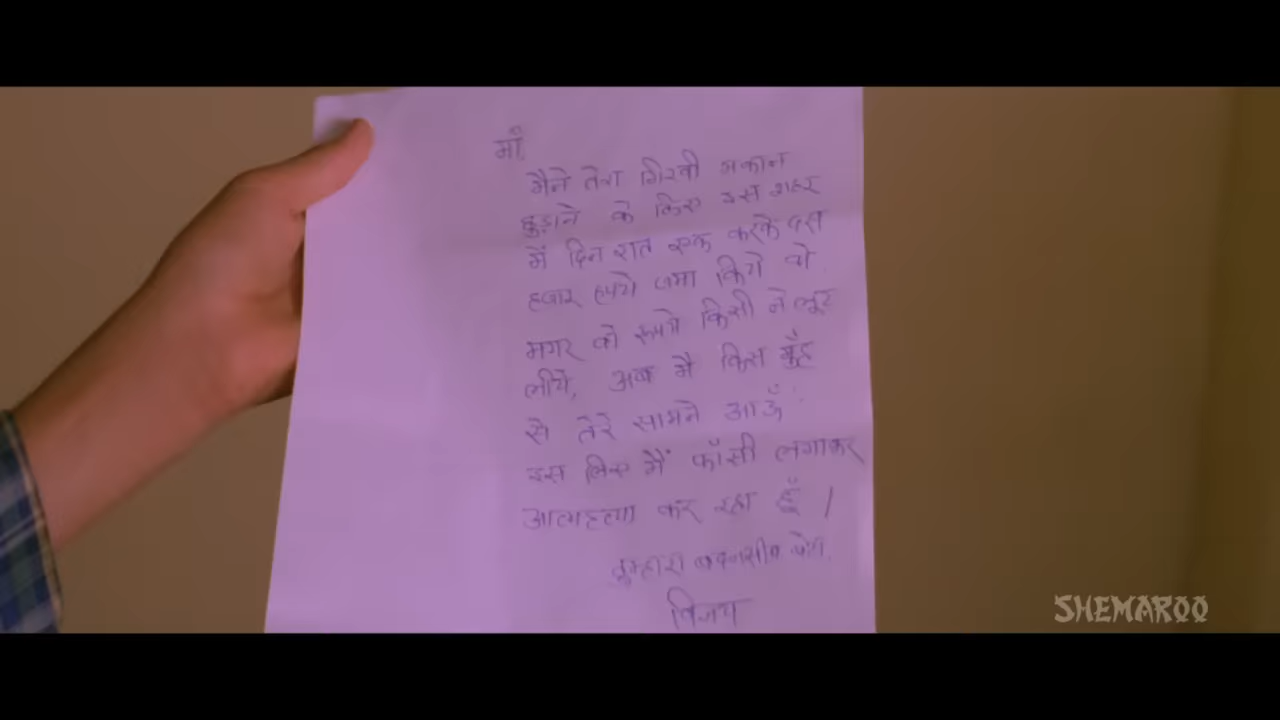 माँ,
मैने तेरा गिरवी मकान
छुड़ाने के लिए इस शहर
में दिन रात एक करके दस
हजार रुपये जमा किये थे
मगर वो रूपये किसी ने लूट
लीये, अब मै किस मुँह
से तेरे सामने आऊँ
इस लिए मैं फाँसी लगाकर
आत्महत्या कर रहा हूँ ।
तुम्हारा बदनसीब बेटा.
विजय
SHEMAROO